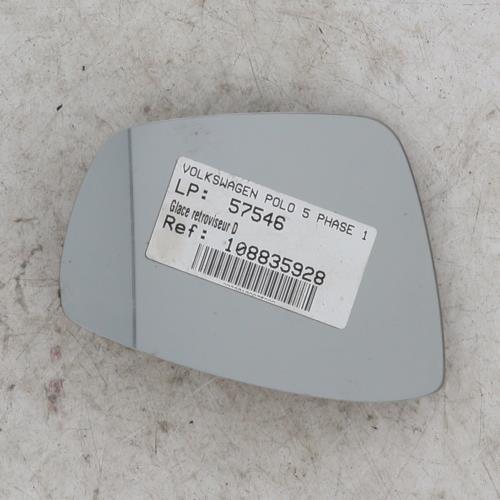 VOLKSWAGEN POLO 5 PHASE 1
LP: 57546
Glace retroviseur D
Ref: 108835928